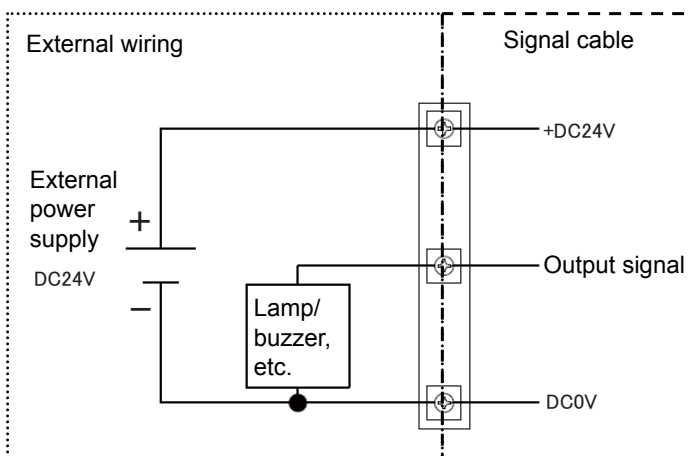 External wiring
Signal cable
+DC24V
External
power
supply
+
DC24V
−
Output signal
Lamp/
buzzer,
etc.
DC0V